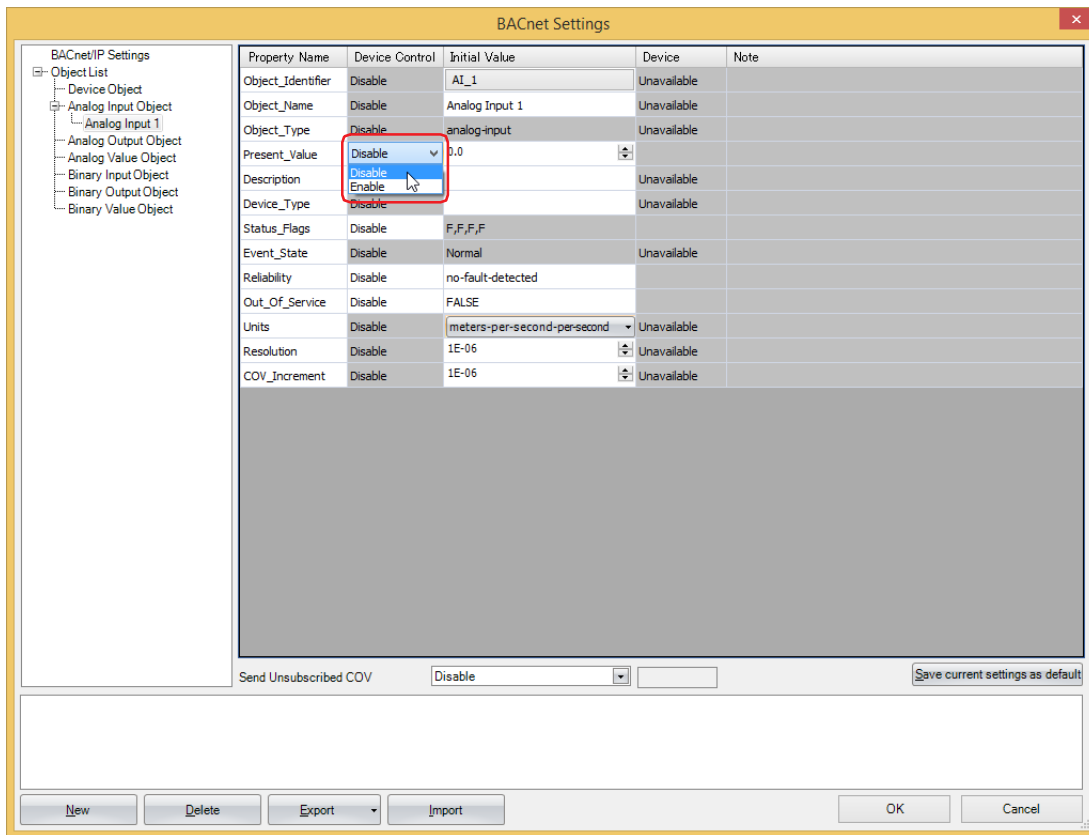 BACnet Settings
BACnet/IP Settings
Object List
Device Object
Analog Input Object
Analog Input 1
Analog Output Object
Analog Value Object
Binary Input Object
Binary Output Object
Binary Value Object
Property Name Device Control Initial Value Device Note
Object_Identifier Disable AI_1 Unavailable
Object_Name Disable Analog Input 1 Unavailable
Object_Type Disable analog-input Unavailable
Present_Value Disable 0.0
Disable
Enable
Description Unavailable
Device_Type Disable Unavailable
Status_Flags Disable F,F,F,F
Event_State Disable Normal Unavailable
Reliability Disable no-fault-detected
Out_Of_Service Disable FALSE
Units Disable meters-per-second-per-second Unavailable
Resolution Disable 1E-06 Unavailable
COV_Increment Disable 1E-06 Unavailable
Send Unsubscribed COV Disable Save current settings as default
New Delete Export Import OK Cancel